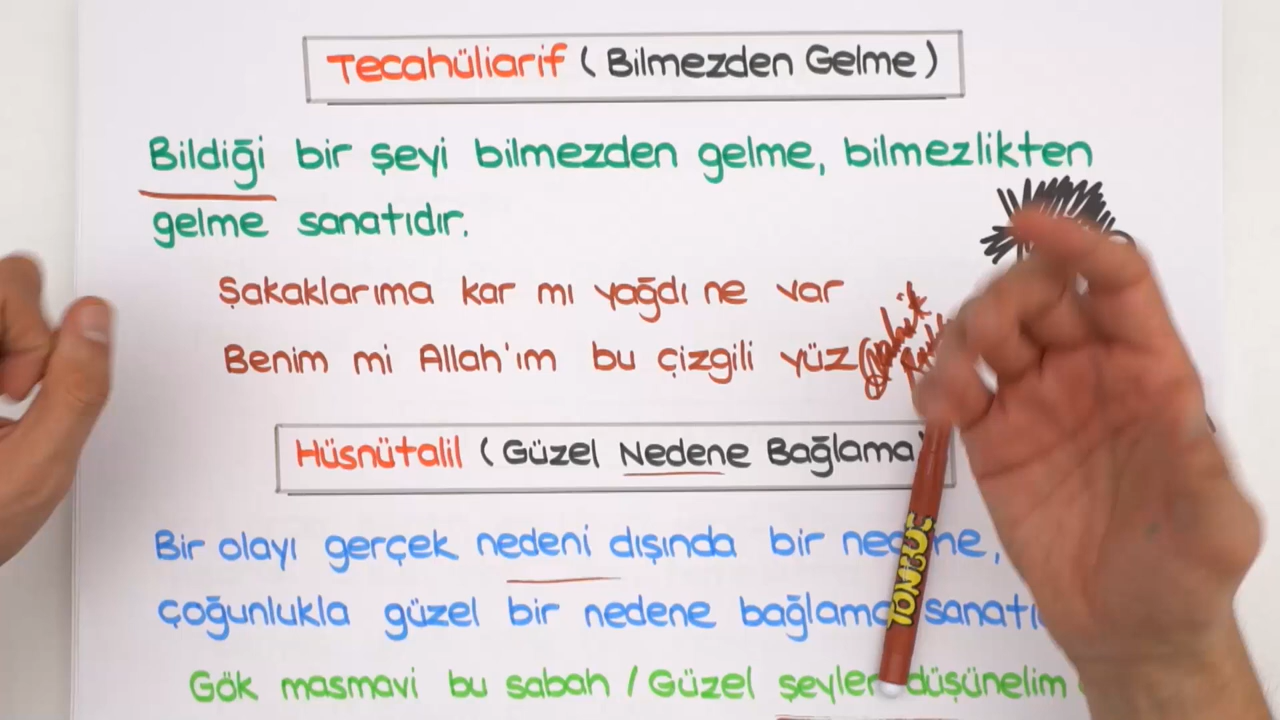 Tecahüliarif (Bilmezden Gelme)
Bildiği bir şeyi bilmezden gelme, bilmezlikten
gelme sanatıdır.
Şakaklarıma kar mı yağdı ne var
Benim mi Allah'ım bu çizgili yüz
Hüsnütalil (Güzel Nedene Bağlama)
Bir olayı gerçek nedeni dışında bir nedene,
çoğunlukla güzel bir nedene bağlama
Gök masmavi bu sabah / Güzel şeyler düşünelim
TONBUE